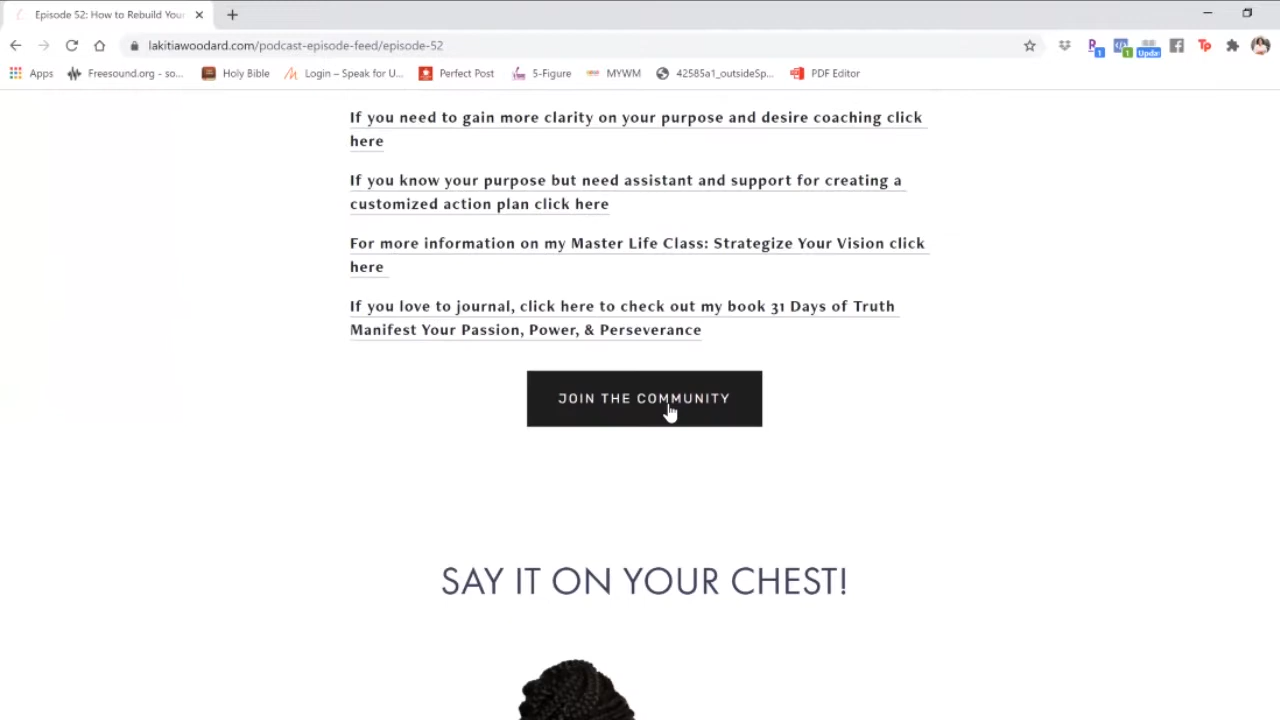 Episode 52: How to Rebuild Your
lakitiawoodard.com/podcast-episode-feed/episode-52
Apps Freesound.org - so... Holy Bible Login – Speak for U... Perfect Post 5-Figure MYWM 42585a1_outsideSp... PDF Editor
If you need to gain more clarity on your purpose and desire coaching click
here
If you know your purpose but need assistant and support for creating a
customized action plan click here
For more information on my Master Life Class: Strategize Your Vision click
here
If you love to journal, click here to check out my book 31 Days of Truth
Manifest Your Passion, Power, & Perseverance
JOIN THE COMMUNITY
SAY IT ON YOUR CHEST!